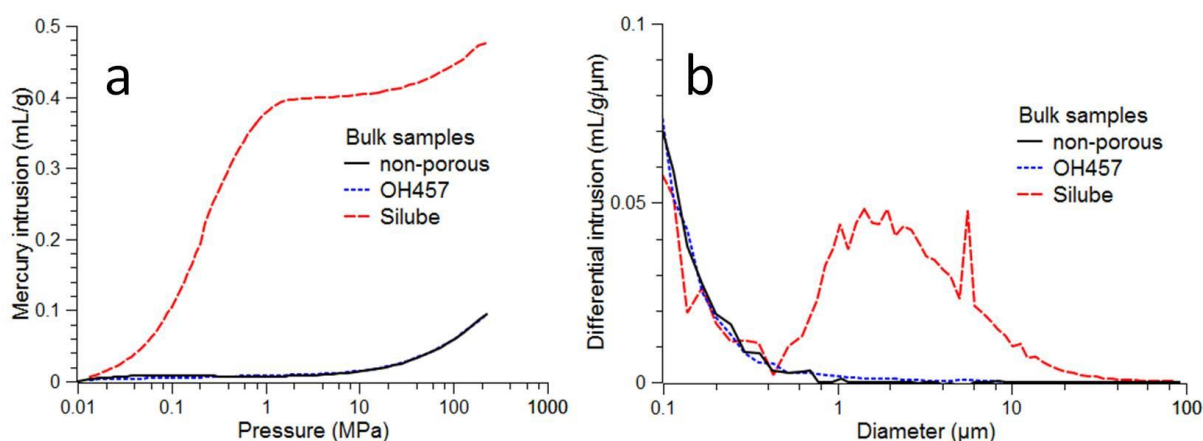 a
Mercury intrusion (mL/g)
0.5
0.4
0.3
0.2
0.1
0
0.01
0.1
1
10
100
1000
Pressure (MPa)
Bulk samples
non-porous
OH457
Silube
b
Differential intrusion (mL/g/µm)
0.1
0.05
0
0.1
1
10
100
Diameter (µm)
Bulk samples
non-porous
OH457
Silube